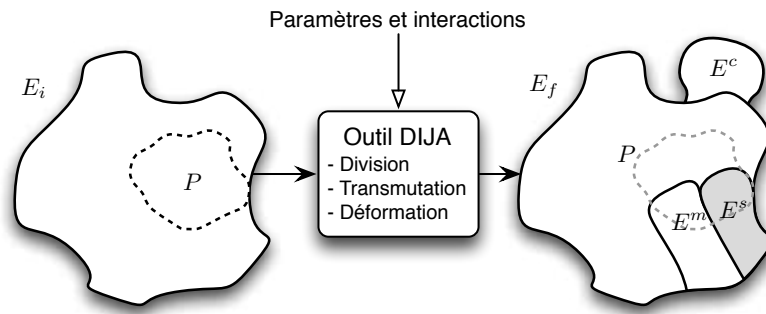 Paramètres et interactions
E_i
P
Outil DIJA
- Division
- Transmutation
- Déformation
E_f
E^c
P
E^m
E^s